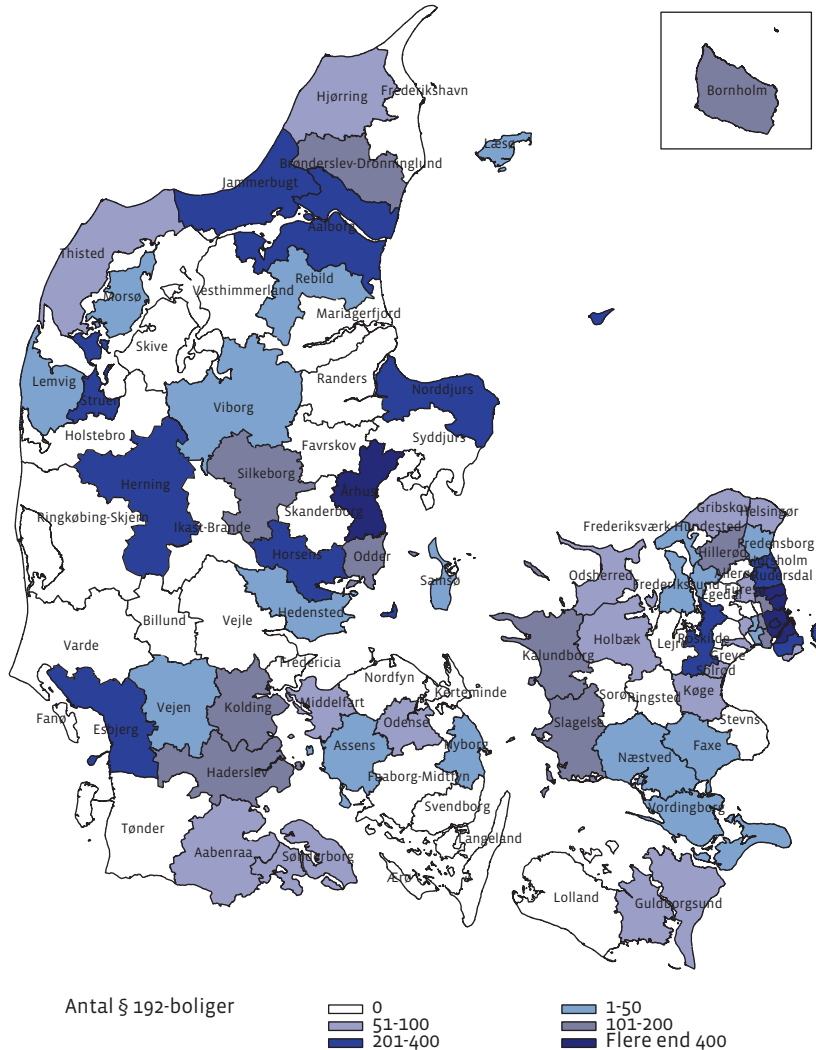 Frederikshavn
Hjørring
Bornholm
Læsø
Brønderslev-Dronninglund
Jammerbugt
Aalborg
Thisted
Rebild
Vesthimmerland
Morsø
Mariagerfjord
Skive
Randers
Lemvig
Norddjurs
Struer
Viborg
Holstebro
Favrskov
Syddjurs
Silkeborg
Herning
Århus
Skanderborg
Ringkøbing-Skjern
Ikast-Brande
Gribskov
Helsingør
Frederiksværk-Hundested
Fredensborg
Hillerød
Hørsholm
Horsens
Odder
Odsherred
Allerød
Rudersdal
Samsø
Frederikssund
Egedal
Furesø
Hedensted
Billund
Vejle
Holbæk
Roskilde
Lejre
Varde
Greve
Kalundborg
Solrød
Fredericia
Nordfyn
Kerteminde
Køge
Sorø
Ringsted
Middelfart
Vejen
Kolding
Fanø
Odense
Slagelse
Stevns
Esbjerg
Assens
Nyborg
Næstved
Faxe
Haderslev
Faaborg-Midtfyn
Svendborg
Vordingborg
Tønder
Langeland
Aabenraa
Sønderborg
Ærø
Lolland
Guldborgsund
Antal § 192-boliger
0
1-50
51-100
101-200
201-400
Flere end 400